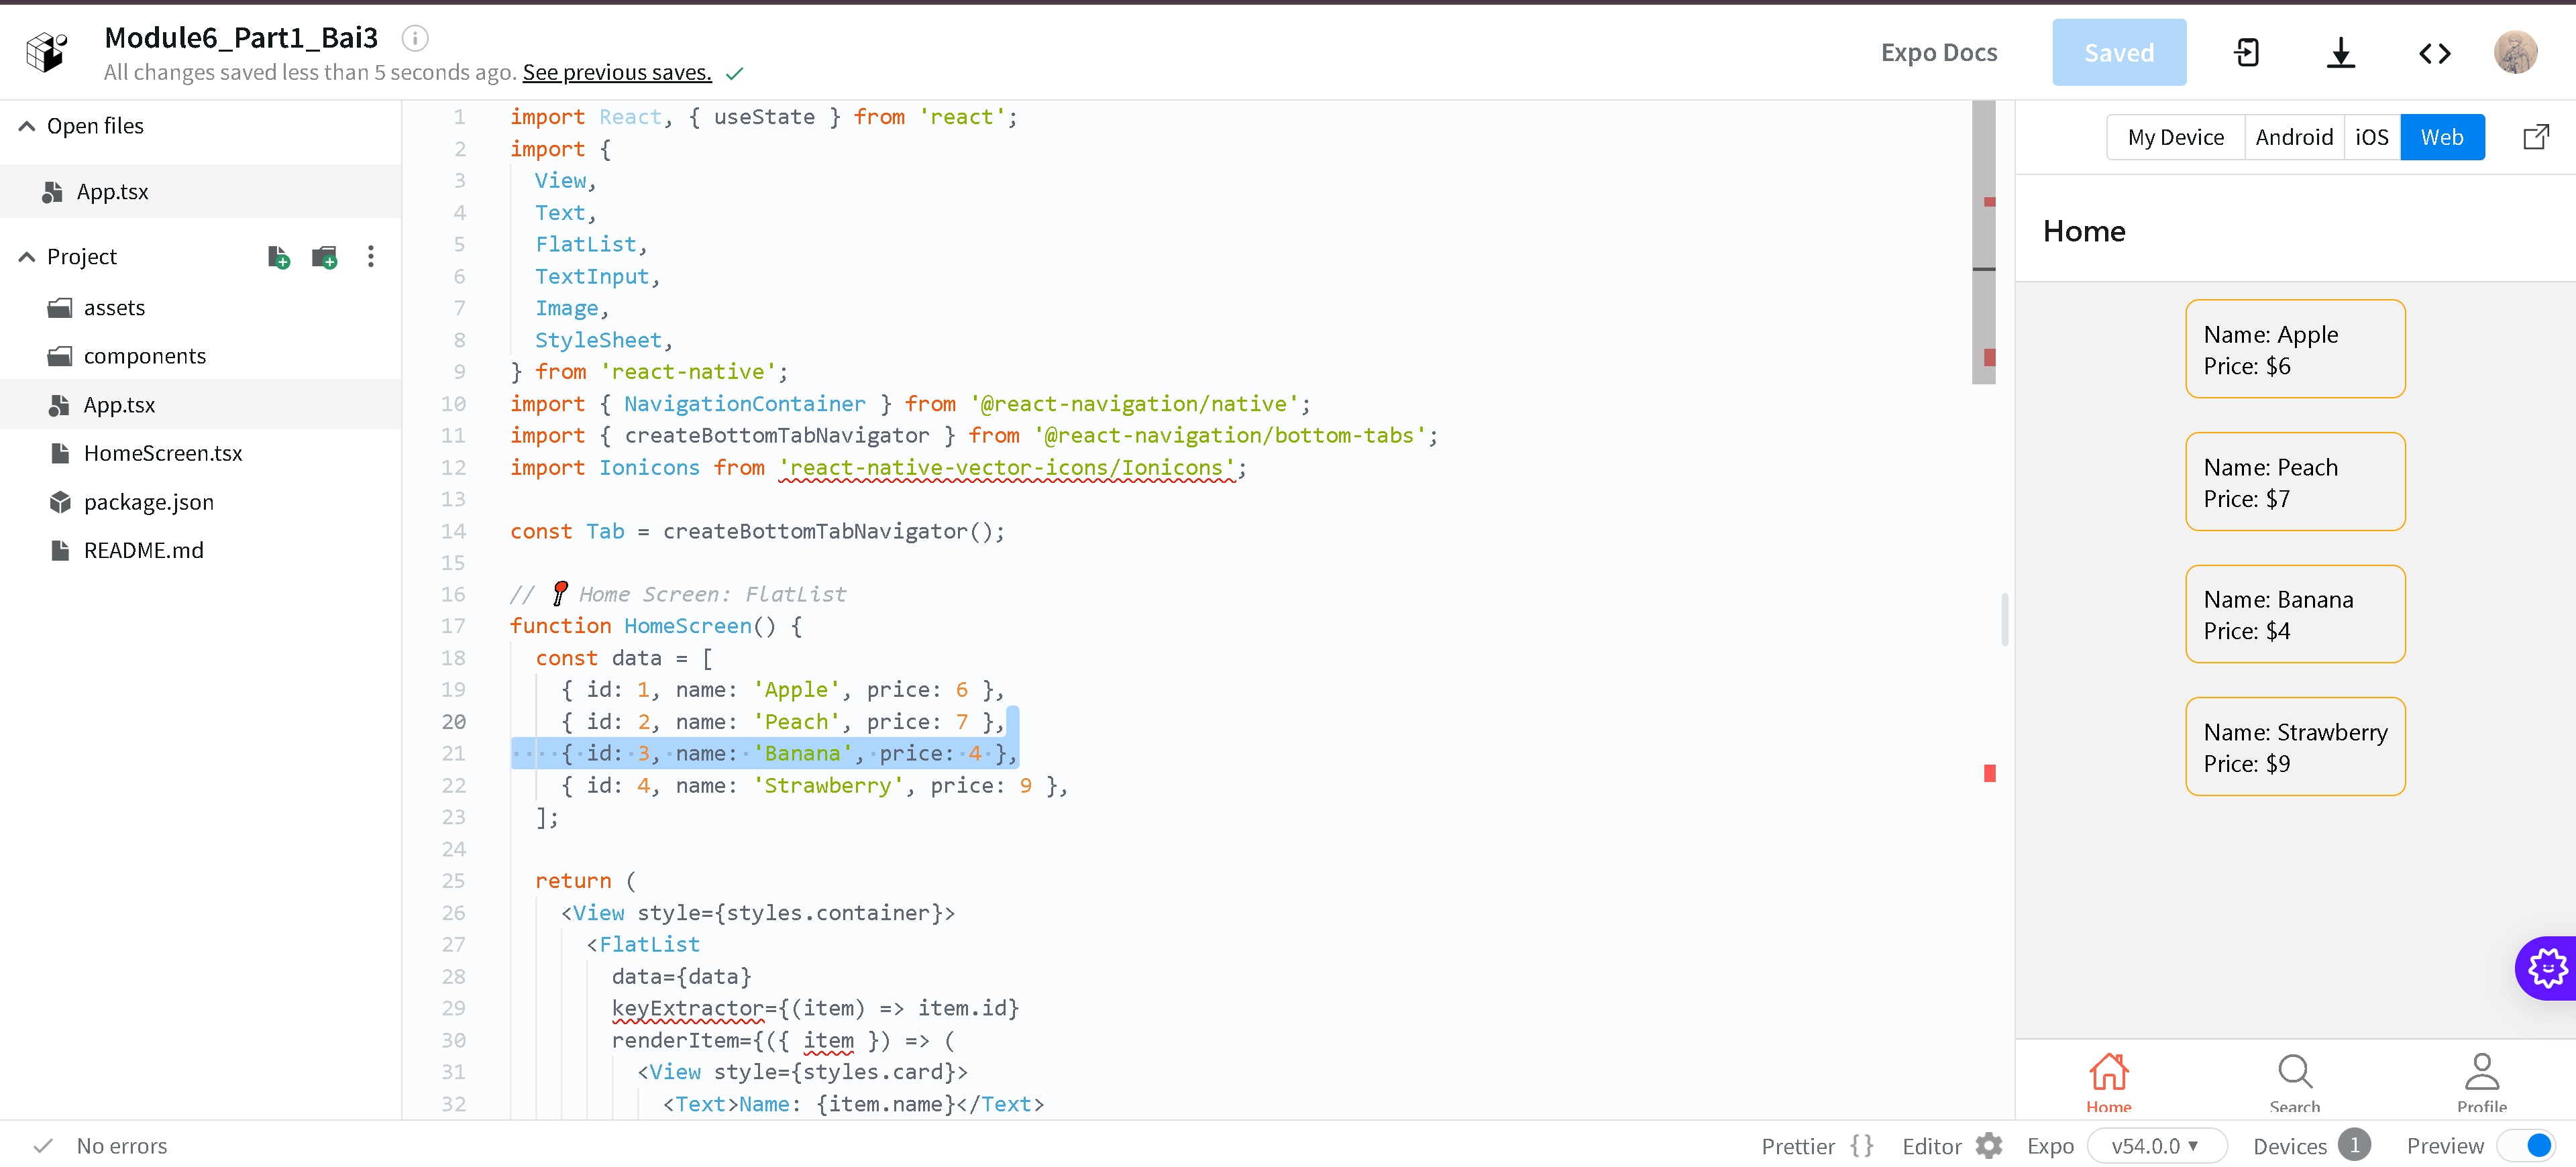 Module6_Part1_Bai3
All changes saved less than 5 seconds ago. See previous saves.
Expo Docs
Saved
Open files
App.tsx
Project
assets
components
App.tsx
HomeScreen.tsx
package.json
README.md
1 import React, { useState } from 'react';
2 import {
3 View,
4 Text,
5 FlatList,
6 TextInput,
7 Image,
8 StyleSheet,
9 } from 'react-native';
10 import { NavigationContainer } from '@react-navigation/native';
11 import { createBottomTabNavigator } from '@react-navigation/bottom-tabs';
12 import Ionicons from 'react-native-vector-icons/Ionicons';
13
14 const Tab = createBottomTabNavigator();
15
16 // 📍 Home Screen: FlatList
17 function HomeScreen() {
18 const data = [
19 { id: 1, name: 'Apple', price: 6 },
20 { id: 2, name: 'Peach', price: 7 },
21 { id: 3, name: 'Banana', price: 4 },
22 { id: 4, name: 'Strawberry', price: 9 },
23 ];
24
25 return (
26 <View style={styles.container}>
27 <FlatList
28 data={data}
29 keyExtractor={(item) => item.id}
30 renderItem={({ item }) => (
31 <View style={styles.card}>
32 <Text>Name: {item.name}</Text>
My Device Android iOS Web
Home
Name: Apple
Price: $6
Name: Peach
Price: $7
Name: Banana
Price: $4
Name: Strawberry
Price: $9
Home Search Profile
No errors
Prettier {} Editor Expo v54.0.0 ▼ Devices 1 Preview